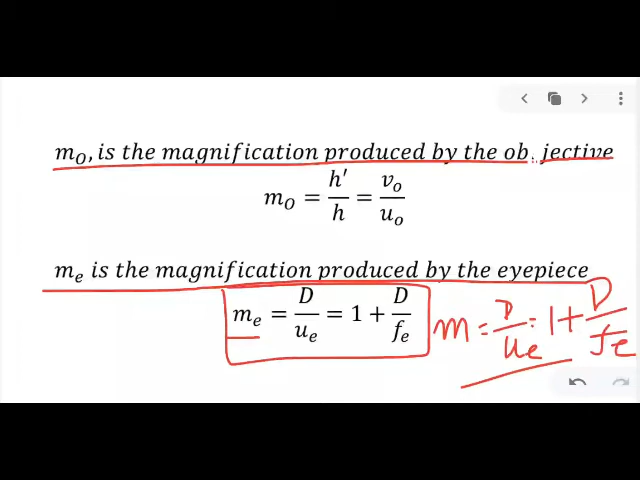 m_O, is the magnification produced by the objective
m_O = h'/h = v_o/u_o
m_e is the magnification produced by the eyepiece
m_e = D/u_e = 1 + D/f_e
m = D/u_e = 1 + D/f_e